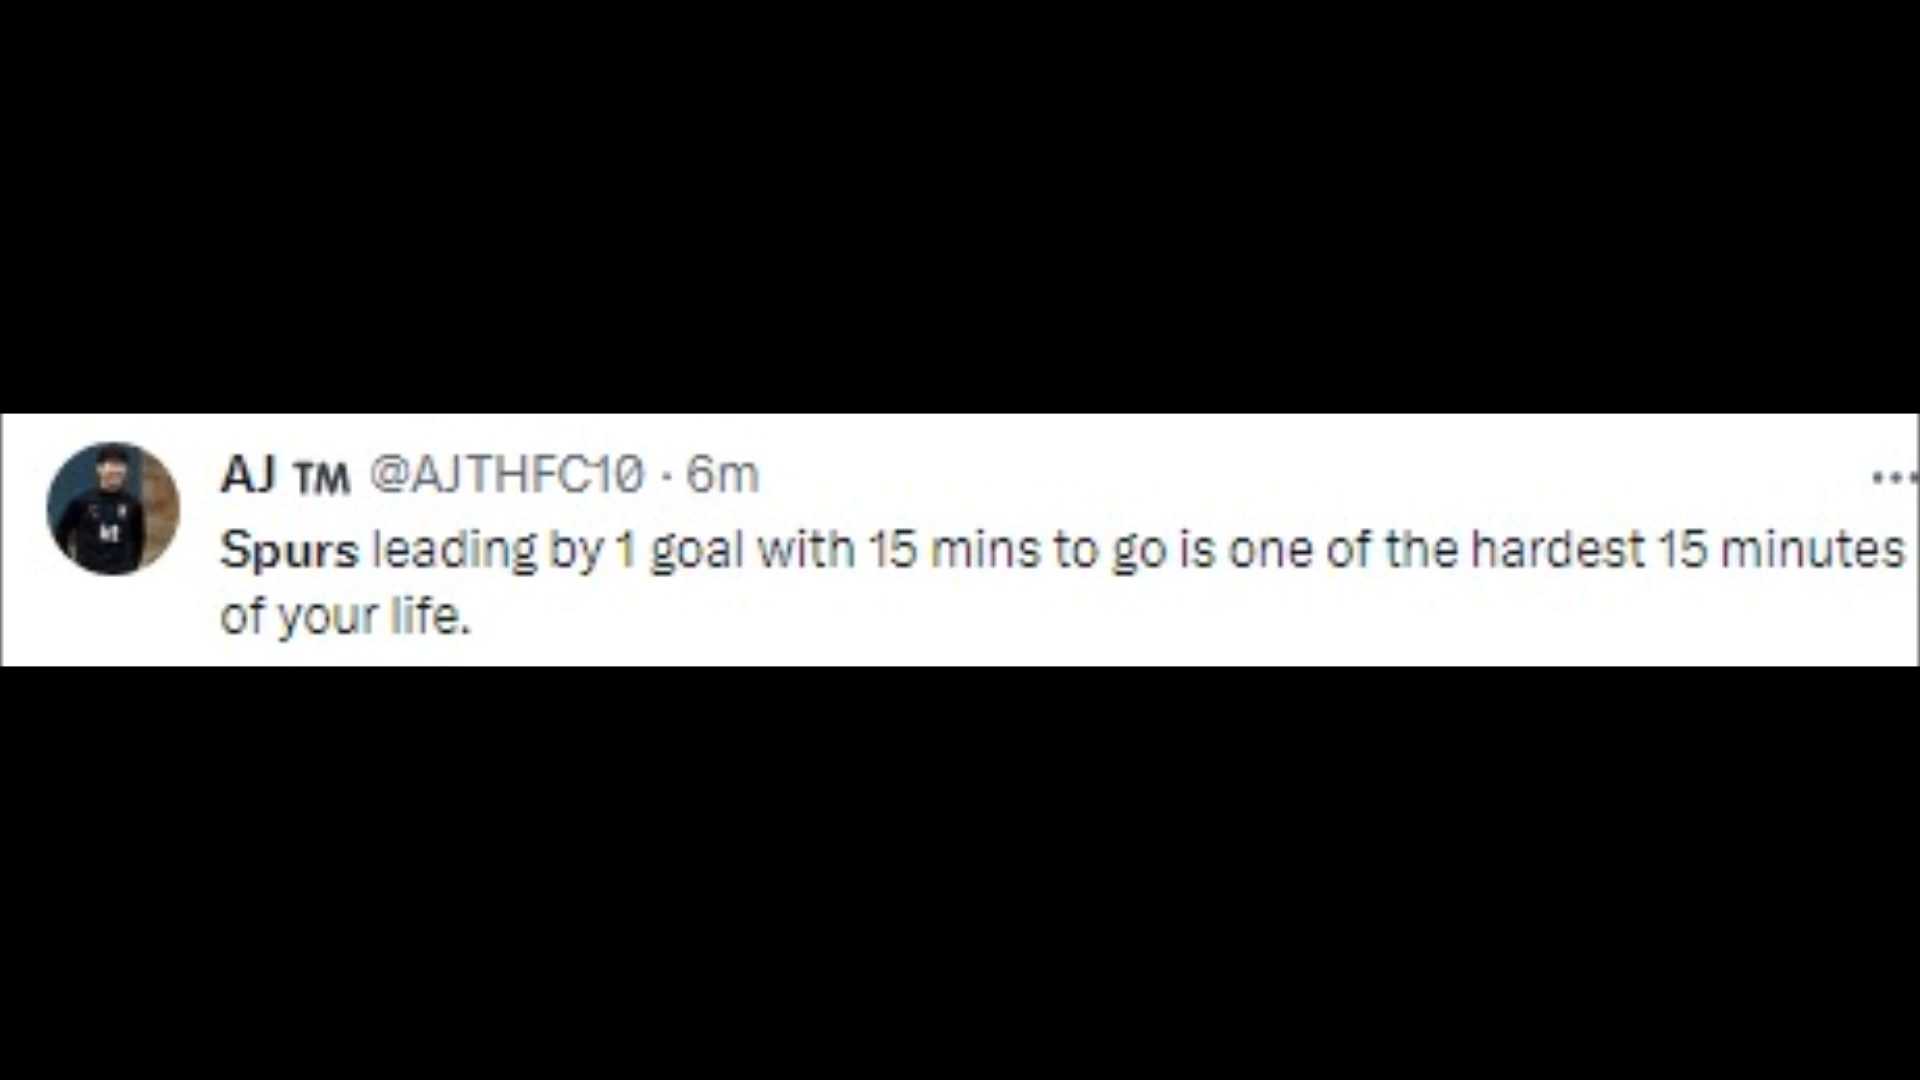 AJ ™ @AJTHFC10 · 6m
Spurs leading by 1 goal with 15 mins to go is one of the hardest 15 minutes
of your life.